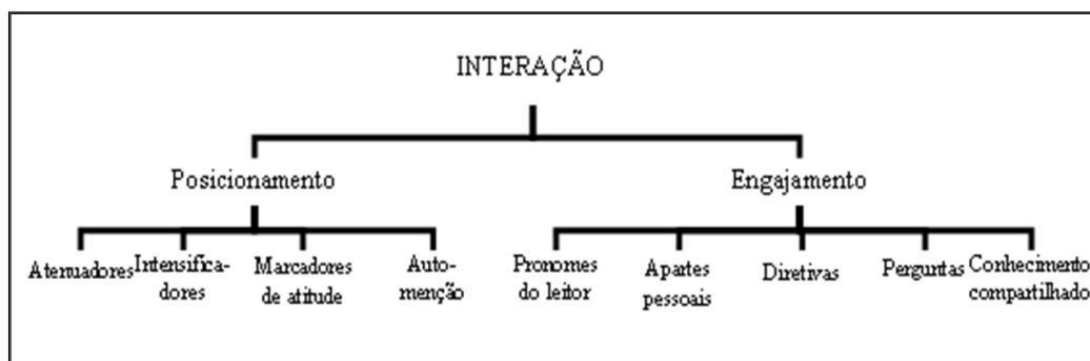 INTERAÇÃO
Posicionamento
Engajamento
Atenuadores
Intensifica-
dores
Marcadores
de atitude
Auto-
menção
Pronomes
do leitor
Apartes
pessoais
Diretivas
Perguntas
Conhecimento
compartilhado